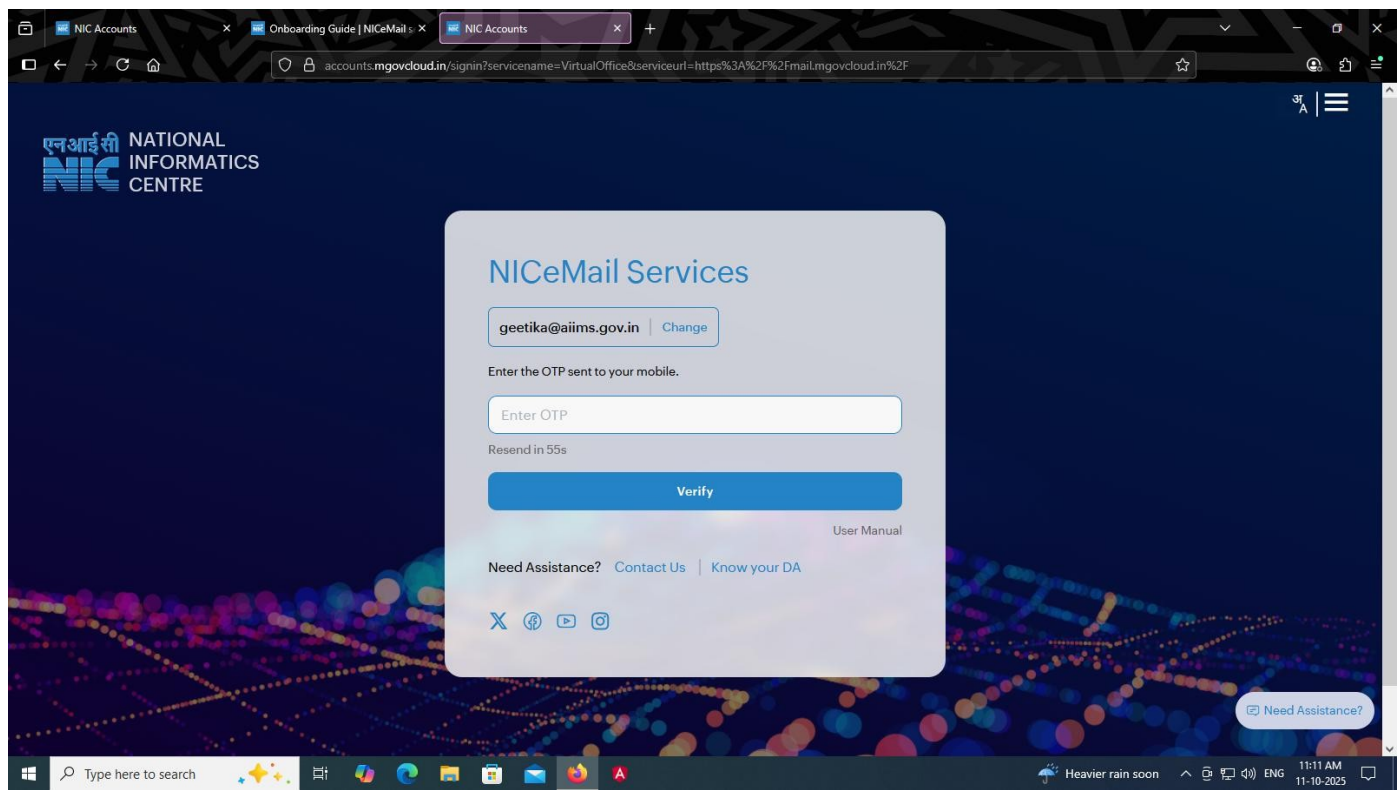 NIC Accounts
Onboarding Guide | NICeMail s
NIC Accounts
accounts.mgovcloud.in/signin?servicename=VirtualOffice&serviceurl=https%3A%2F%2Fmail.mgovcloud.in%2F
अ A
एनआईसी
NIC
NATIONAL
INFORMATICS
CENTRE
NICeMail Services
geetika@aiims.gov.in | Change
Enter the OTP sent to your mobile.
Enter OTP
Resend in 55s
Verify
User Manual
Need Assistance? Contact Us | Know your DA
Need Assistance?
Type here to search
Heavier rain soon
ENG
11:11 AM
11-10-2025